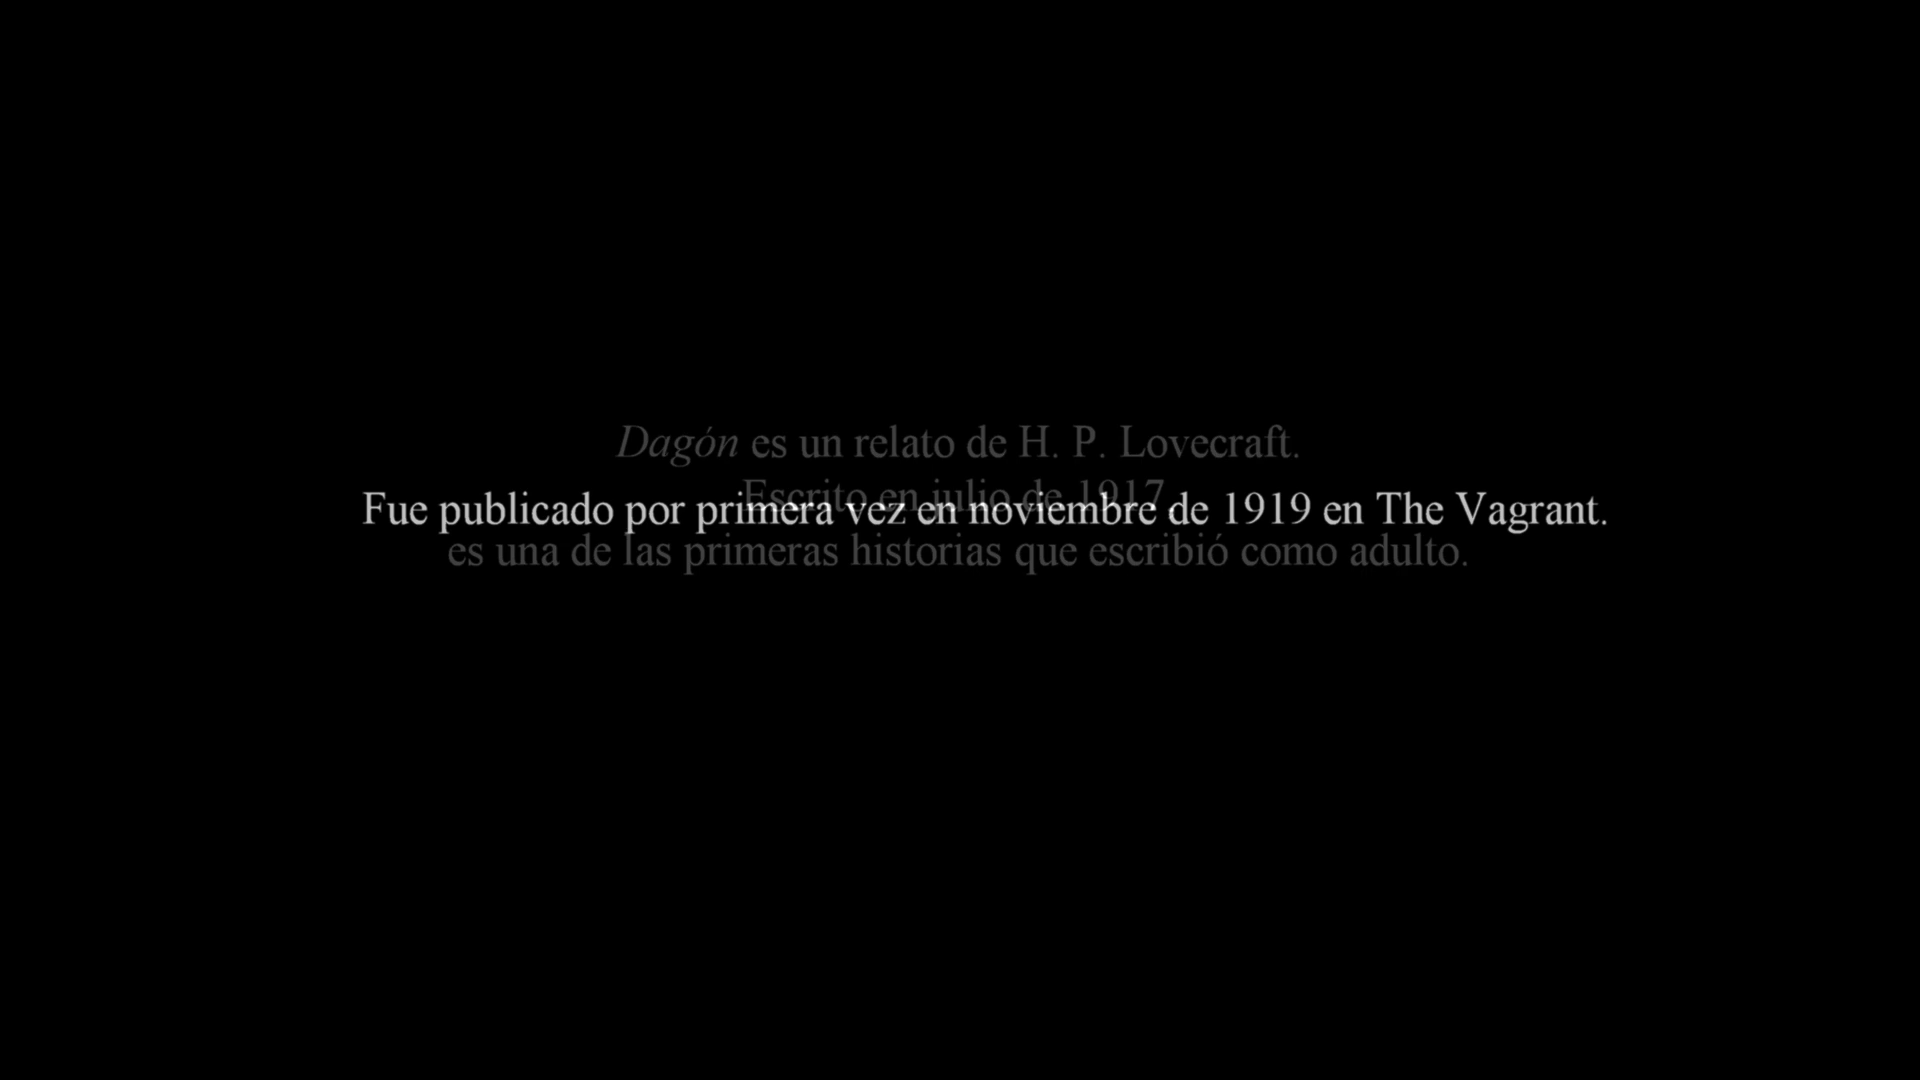 Dagón es un relato de H. P. Lovecraft.
Escrito en julio de 1917,
Fue publicado por primera vez en noviembre de 1919 en The Vagrant.
es una de las primeras historias que escribió como adulto.